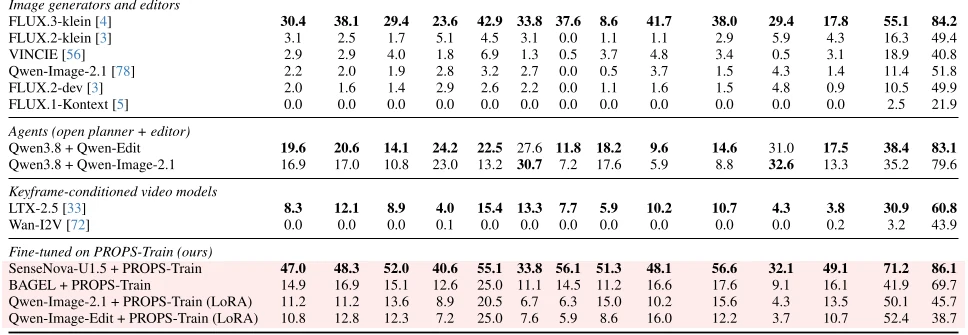 Image generators and editors
FLUX.3-klein [4] 30.4 38.1 29.4 23.6 42.9 33.8 37.6 8.6 41.7 38.0 29.4 17.8 55.1 84.2
FLUX.2-klein [3] 3.1 2.5 1.7 5.1 4.5 3.1 0.0 1.1 1.1 2.9 5.9 4.3 16.3 49.4
VINCIE [56] 2.9 2.9 4.0 1.8 6.9 1.3 0.5 3.7 4.8 3.4 0.5 3.1 18.9 40.8
Qwen-Image-2.1 [78] 2.2 2.0 1.9 2.8 3.2 2.7 0.0 0.5 3.7 1.5 4.3 1.4 11.4 51.8
FLUX.2-dev [3] 2.0 1.6 1.4 2.9 2.6 2.2 0.0 1.1 1.6 1.5 4.8 0.9 10.5 49.9
FLUX.1-Kontext [5] 0.0 0.0 0.0 0.0 0.0 0.0 0.0 0.0 0.0 0.0 0.0 0.0 2.5 21.9
Agents (open planner + editor)
Qwen3.8 + Qwen-Edit 19.6 20.6 14.1 24.2 22.5 27.6 11.8 18.2 9.6 14.6 31.0 17.5 38.4 83.1
Qwen3.8 + Qwen-Image-2.1 16.9 17.0 10.8 23.0 13.2 30.7 7.2 17.6 5.9 8.8 32.6 13.3 35.2 79.6
Keyframe-conditioned video models
LTX-2.5 [33] 8.3 12.1 8.9 4.0 15.4 13.3 7.7 5.9 10.2 10.7 4.3 3.8 30.9 60.8
Wan-I2V [72] 0.0 0.0 0.0 0.1 0.0 0.0 0.0 0.0 0.0 0.0 0.0 0.2 3.2 43.9
Fine-tuned on PROPS-Train (ours)
SenseNova-U1.5 + PROPS-Train 47.0 48.3 52.0 40.6 55.1 33.8 56.1 51.3 48.1 56.6 32.1 49.1 71.2 86.1
BAGEL + PROPS-Train 14.9 16.9 15.1 12.6 25.0 11.1 14.5 11.2 16.6 17.6 9.1 16.1 41.9 69.7
Qwen-Image-2.1 + PROPS-Train (LoRA) 11.2 11.2 13.6 8.9 20.5 6.7 6.3 15.0 10.2 15.6 4.3 13.5 50.1 45.7
Qwen-Image-Edit + PROPS-Train (LoRA) 10.8 12.8 12.3 7.2 25.0 7.6 5.9 8.6 16.0 12.2 3.7 10.7 52.4 38.7